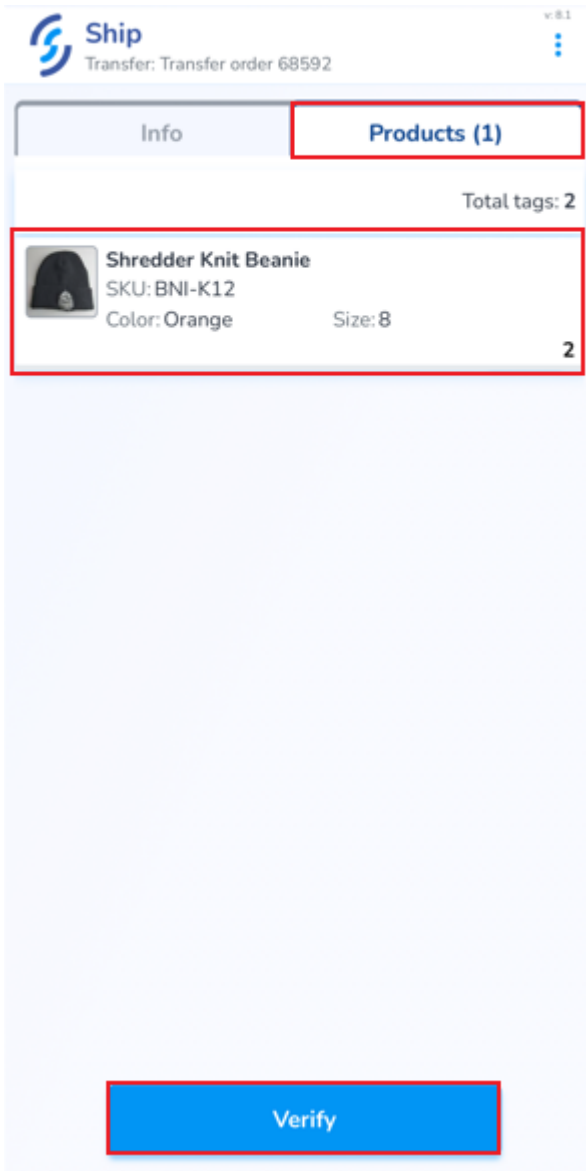 v: 8.1
Ship
Transfer: Transfer order 68592
Info
Products (1)
Total tags: 2
Shredder Knit Beanie
SKU: BNI-K12
Color: Orange Size: 8
2
Verify